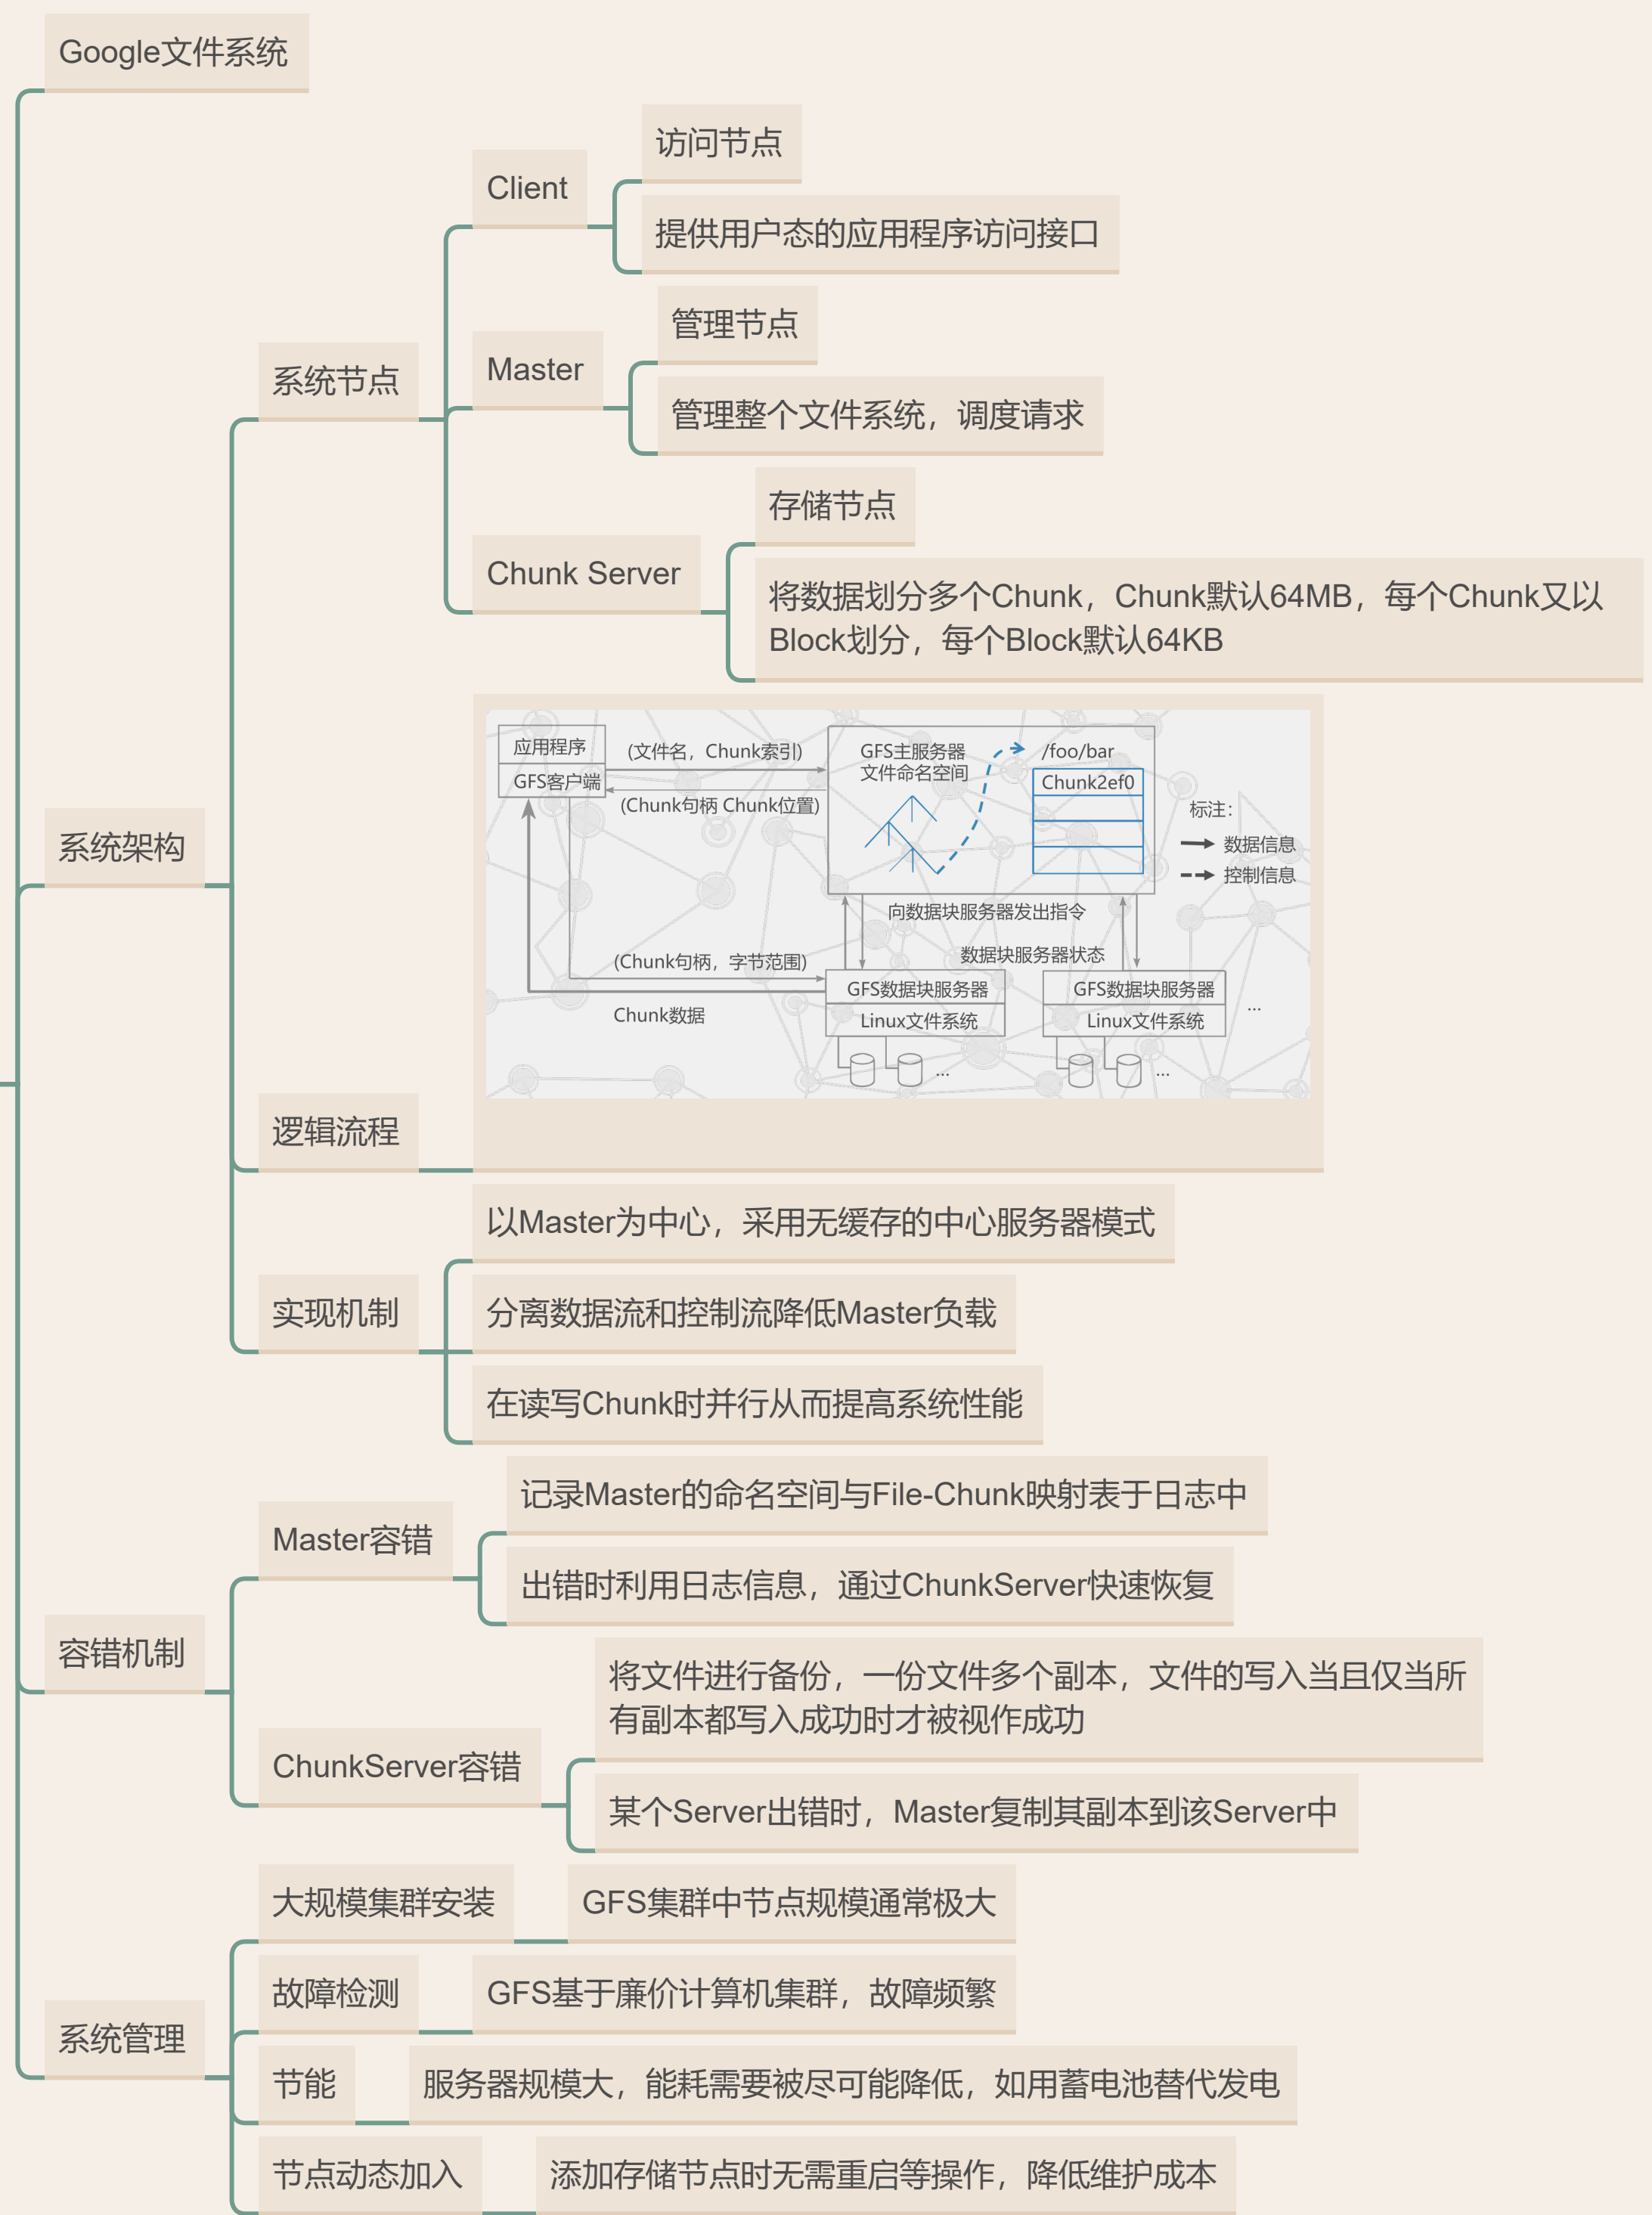 Google文件系统
访问节点
Client
提供用户态的应用程序访问接口
管理节点
Master
系统节点
管理整个文件系统，调度请求
存储节点
Chunk Server
将数据划分多个Chunk，Chunk默认64MB，每个Chunk又以
Block划分，每个Block默认64KB
应用程序
GFS客户端
(文件名，Chunk索引)
(Chunk句柄 Chunk位置)
GFS主服务器
文件命名空间
/foo/bar
Chunk2ef0
标注：
数据信息
控制信息
系统架构
向数据块服务器发出指令
数据块服务器状态
(Chunk句柄，字节范围)
Chunk数据
GFS数据块服务器
Linux文件系统
...
GFS数据块服务器
Linux文件系统
...
...
逻辑流程
以Master为中心，采用无缓存的中心服务器模式
实现机制
分离数据流和控制流降低Master负载
在读写Chunk时并行从而提高系统性能
记录Master的命名空间与File-Chunk映射表于日志中
Master容错
出错时利用日志信息，通过ChunkServer快速恢复
容错机制
将文件进行备份，一份文件多个副本，文件的写入当且仅当所
有副本都写入成功时才被视作成功
ChunkServer容错
某个Server出错时，Master复制其副本到该Server中
大规模集群安装
GFS集群中节点规模通常极大
故障检测
GFS基于廉价计算机集群，故障频繁
系统管理
节能
服务器规模大，能耗需要被尽可能降低，如用蓄电池替代发电
节点动态加入
添加存储节点时无需重启等操作，降低维护成本